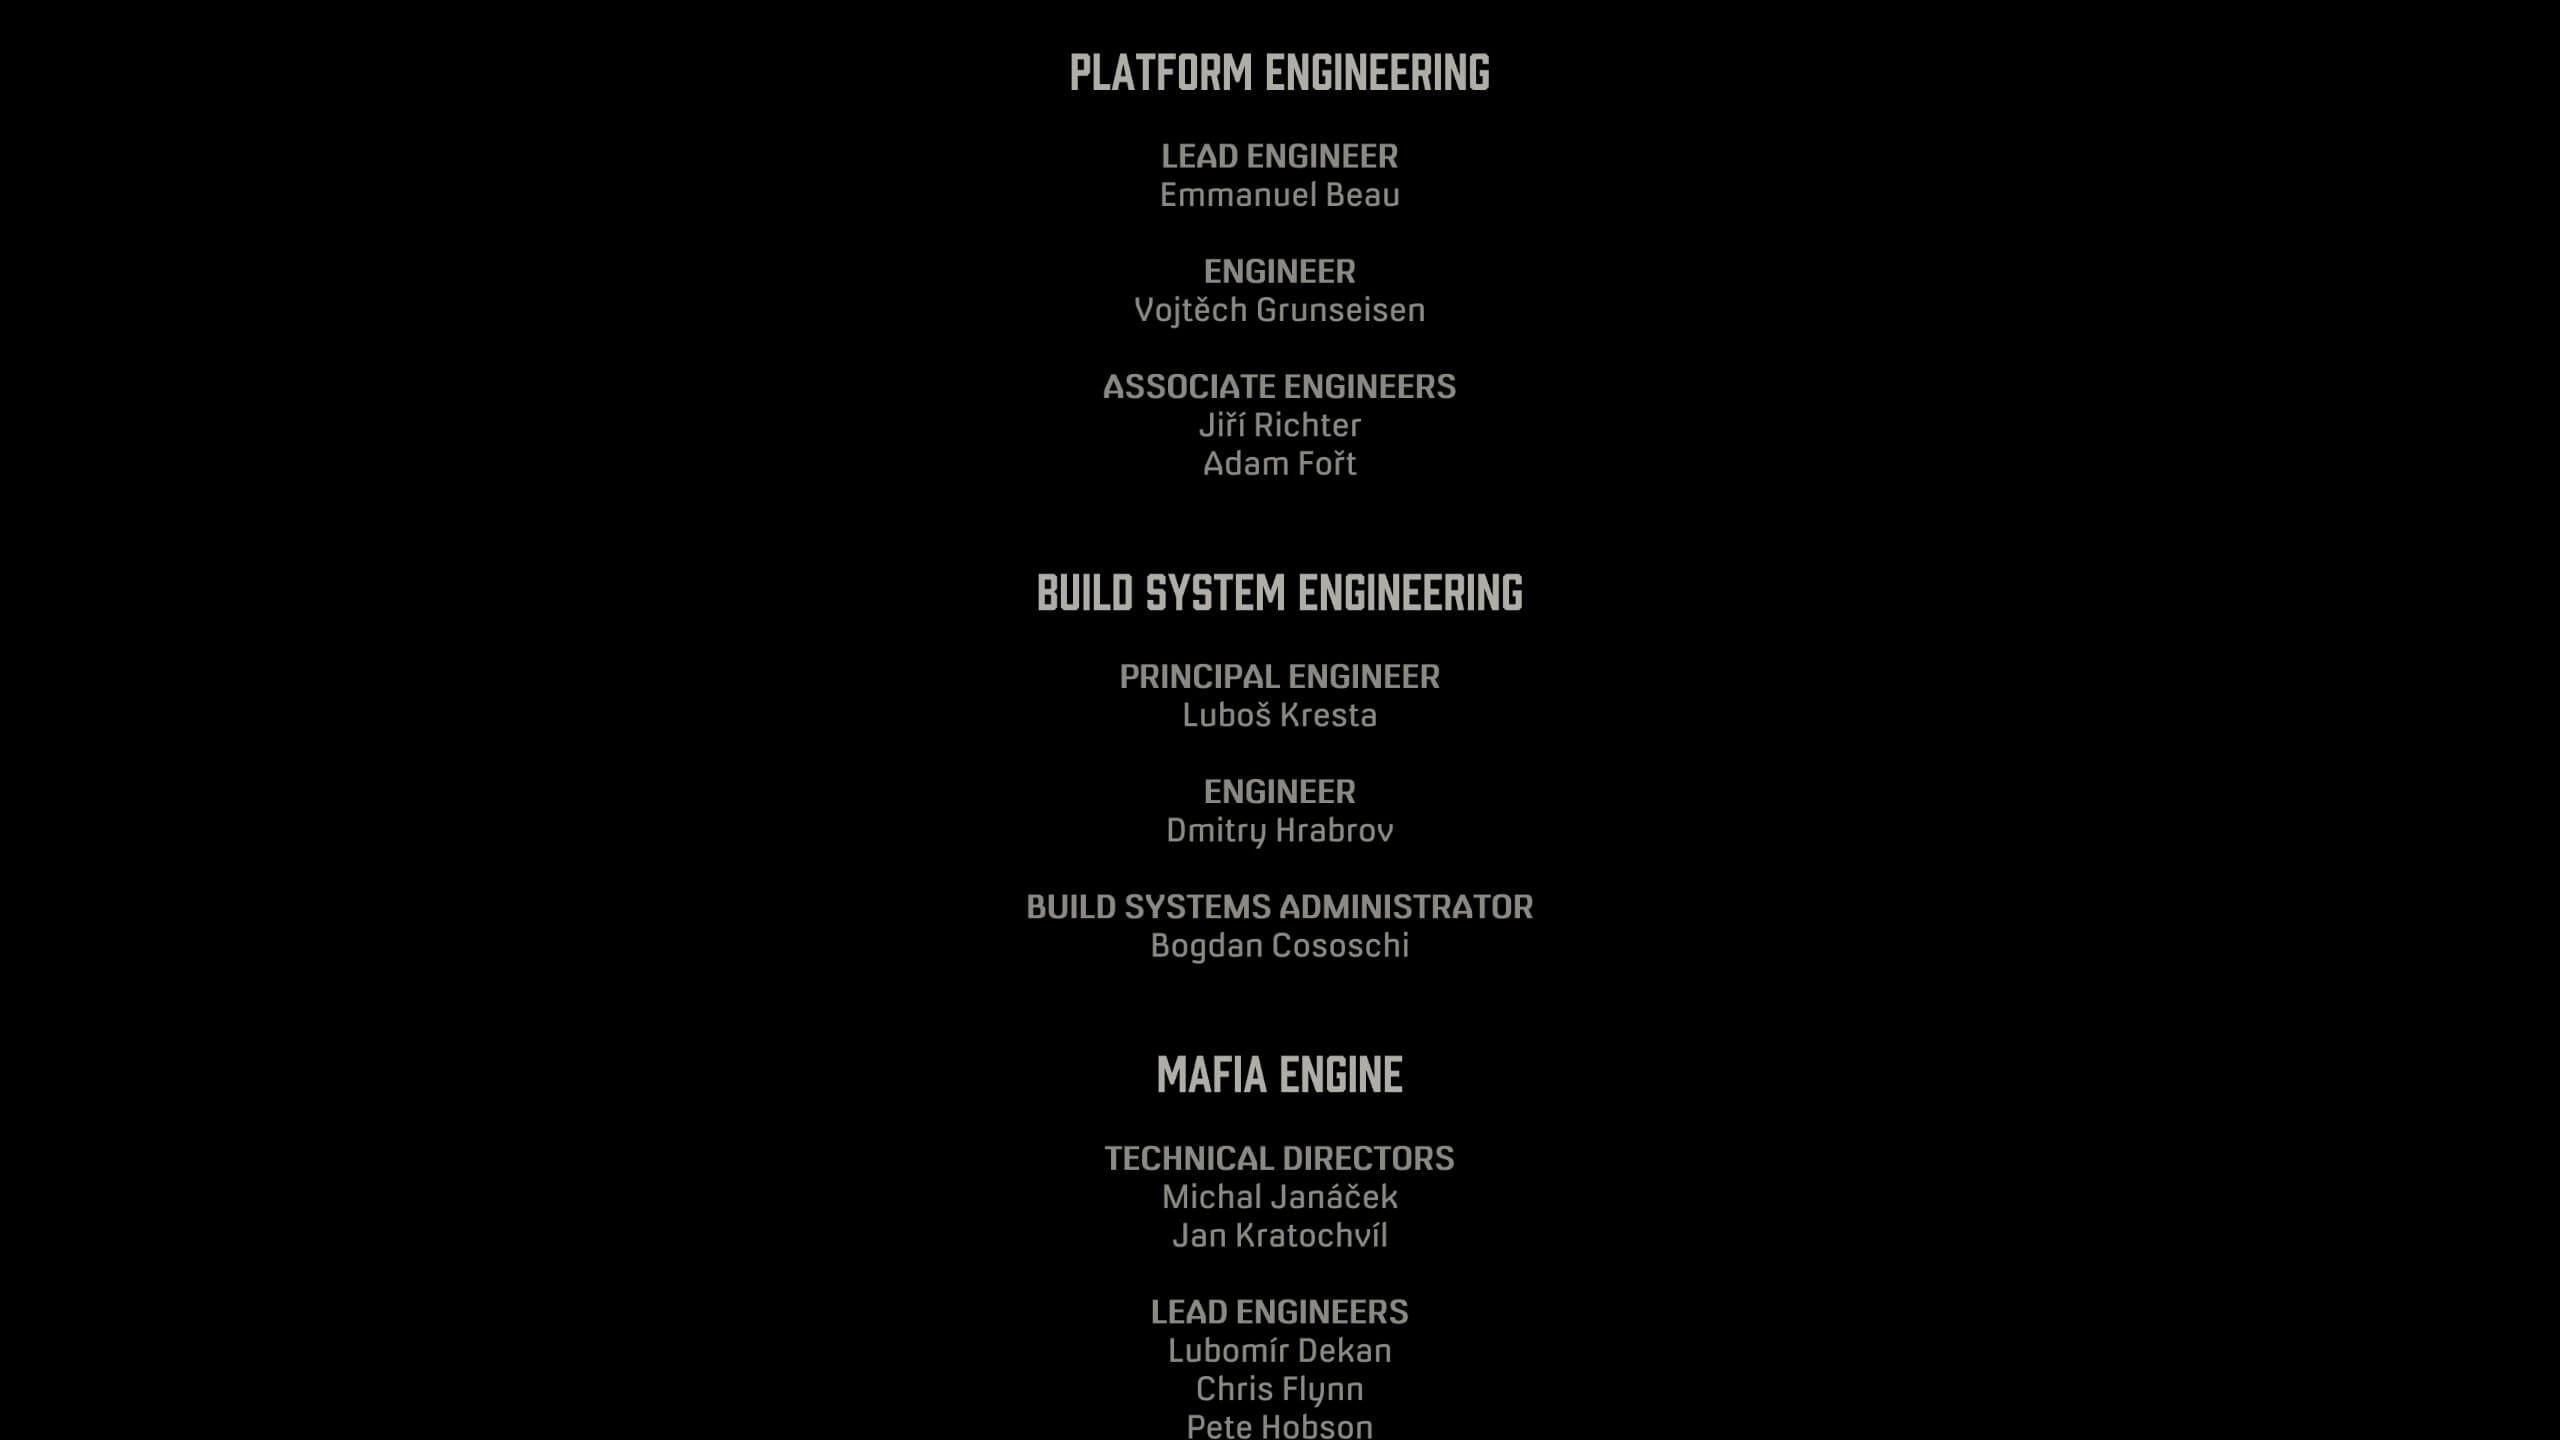 PLATFORM ENGINEERING
LEAD ENGINEER
Emmanuel Beau
ENGINEER
Vojtěch Grunseisen
ASSOCIATE ENGINEERS
Jiří Richter
Adam Fořt
BUILD SYSTEM ENGINEERING
PRINCIPAL ENGINEER
Luboš Kresta
ENGINEER
Dmitry Hrabrov
BUILD SYSTEMS ADMINISTRATOR
Bogdan Cososchi
MAFIA ENGINE
TECHNICAL DIRECTORS
Michal Janáček
Jan Kratochvíl
LEAD ENGINEERS
Lubomír Dekan
Chris Flynn
Pete Hobson